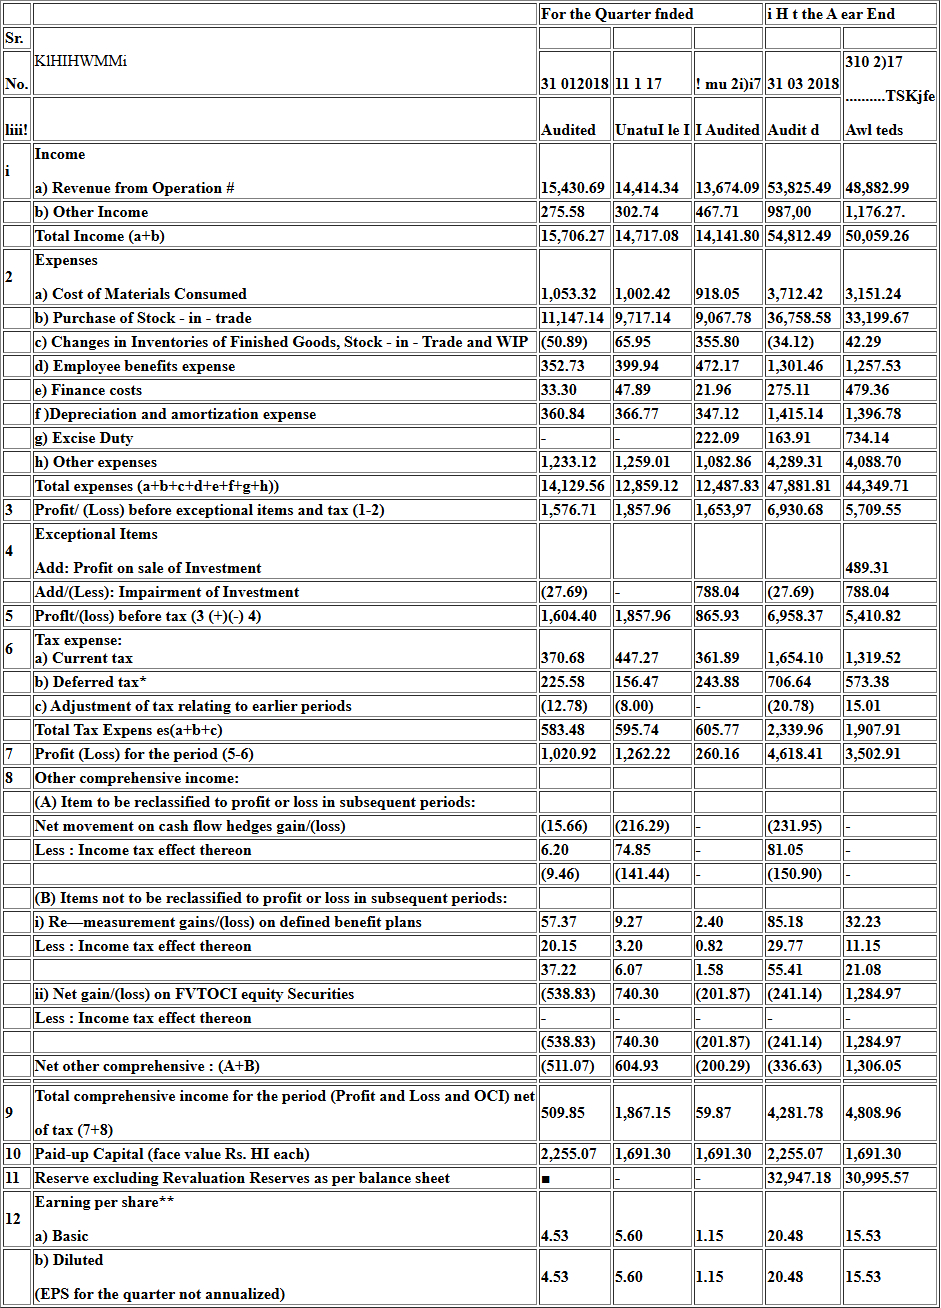 For the Quarter fnded i H t the A ear End
Sr.
K1HIHWMMi
No. 31 012018 11 1 17 ! mu 2i)i7 31 03 2018 310 2)17
..........TSKjfe
liii! Audited UnatuI le I I Audited Audit d Awl teds
i Income
a) Revenue from Operation # 15,430.69 14,414.34 13,674.09 53,825.49 48,882.99
b) Other Income 275.58 302.74 467.71 987,00 1,176.27.
Total Income (a+b) 15,706.27 14,717.08 14,141.80 54,812.49 50,059.26
2 Expenses
a) Cost of Materials Consumed 1,053.32 1,002.42 918.05 3,712.42 3,151.24
b) Purchase of Stock - in - trade 11,147.14 9,717.14 9,067.78 36,758.58 33,199.67
c) Changes in Inventories of Finished Goods, Stock - in - Trade and WIP (50.89) 65.95 355.80 (34.12) 42.29
d) Employee benefits expense 352.73 399.94 472.17 1,301.46 1,257.53
e) Finance costs 33.30 47.89 21.96 275.11 479.36
f )Depreciation and amortization expense 360.84 366.77 347.12 1,415.14 1,396.78
g) Excise Duty - - 222.09 163.91 734.14
h) Other expenses 1,233.12 1,259.01 1,082.86 4,289.31 4,088.70
Total expenses (a+b+c+d+e+f+g+h)) 14,129.56 12,859.12 12,487.83 47,881.81 44,349.71
3 Profit/ (Loss) before exceptional items and tax (1-2) 1,576.71 1,857.96 1,653,97 6,930.68 5,709.55
4 Exceptional Items
Add: Profit on sale of Investment 489.31
Add/(Less): Impairment of Investment (27.69) - 788.04 (27.69) 788.04
5 Proflt/(loss) before tax (3 (+)(-) 4) 1,604.40 1,857.96 865.93 6,958.37 5,410.82
6 Tax expense:
a) Current tax 370.68 447.27 361.89 1,654.10 1,319.52
b) Deferred tax* 225.58 156.47 243.88 706.64 573.38
c) Adjustment of tax relating to earlier periods (12.78) (8.00) - (20.78) 15.01
Total Tax Expens es(a+b+c) 583.48 595.74 605.77 2,339.96 1,907.91
7 Profit (Loss) for the period (5-6) 1,020.92 1,262.22 260.16 4,618.41 3,502.91
8 Other comprehensive income:
(A) Item to be reclassified to profit or loss in subsequent periods:
Net movement on cash flow hedges gain/(loss) (15.66) (216.29) - (231.95) -
Less : Income tax effect thereon 6.20 74.85 - 81.05 -
(9.46) (141.44) - (150.90) -
(B) Items not to be reclassified to profit or loss in subsequent periods:
i) Re—measurement gains/(loss) on defined benefit plans 57.37 9.27 2.40 85.18 32.23
Less : Income tax effect thereon 20.15 3.20 0.82 29.77 11.15
37.22 6.07 1.58 55.41 21.08
ii) Net gain/(loss) on FVTOCI equity Securities (538.83) 740.30 (201.87) (241.14) 1,284.97
Less : Income tax effect thereon - - - - -
(538.83) 740.30 (201.87) (241.14) 1,284.97
Net other comprehensive : (A+B) (511.07) 604.93 (200.29) (336.63) 1,306.05
9 Total comprehensive income for the period (Profit and Loss and OCI) net
of tax (7+8) 509.85 1,867.15 59.87 4,281.78 4,808.96
10 Paid-up Capital (face value Rs. HI each) 2,255.07 1,691.30 1,691.30 2,255.07 1,691.30
11 Reserve excluding Revaluation Reserves as per balance sheet ■ - - 32,947.18 30,995.57
12 Earning per share**
a) Basic 4.53 5.60 1.15 20.48 15.53
b) Diluted
(EPS for the quarter not annualized) 4.53 5.60 1.15 20.48 15.53